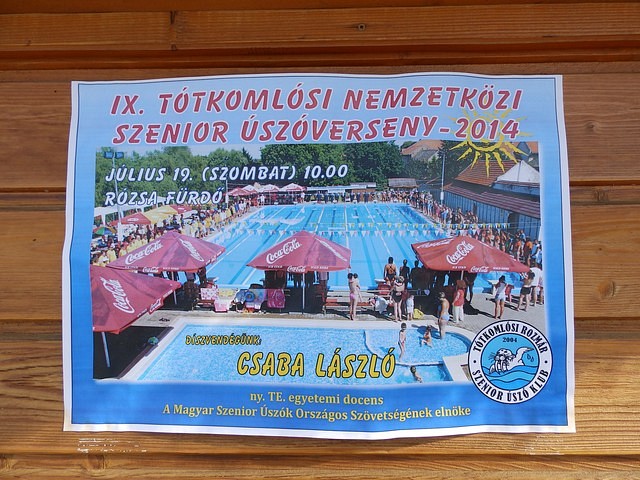 IX. TÓTKOMLÓSI NEMZETKÖZI
SZENIOR ÚSZÓVERSENY-2014
JÚLIUS 19. (SZOMBAT) 10.00
RÓZSA FÜRDŐ
Coca-Cola
Coca-Cola
Coca-Cola
Coca-Cola
DÍSZVENDÉGÜNK:
CSABA LÁSZLÓ
ny. TE. egyetemi docens
A Magyar Szenior Úszók Országos Szövetségének elnöke
TÓTKOMLÓSI ROZMÁR
2004
SZENIOR ÚSZÓ KLUB